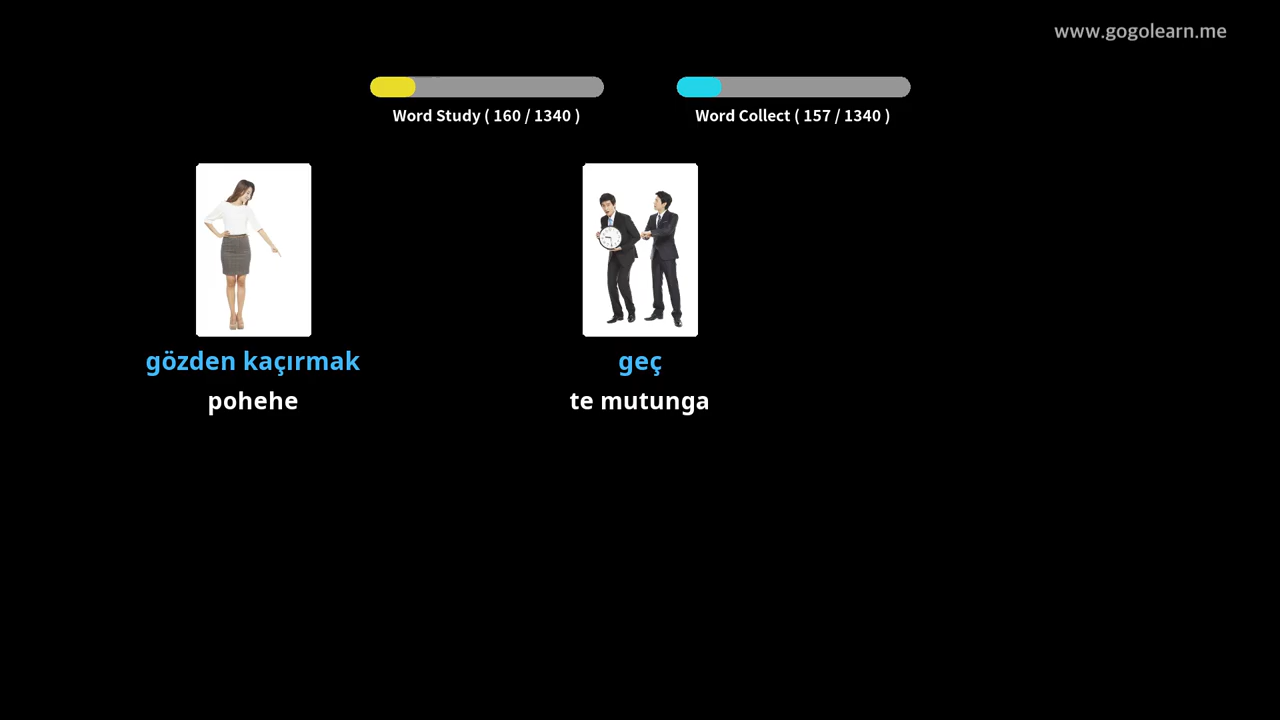 www.gogolearn.me
Word Study ( 160 / 1340 )
Word Collect ( 157 / 1340 )
gözden kaçırmak
pohehe
geç
te mutunga